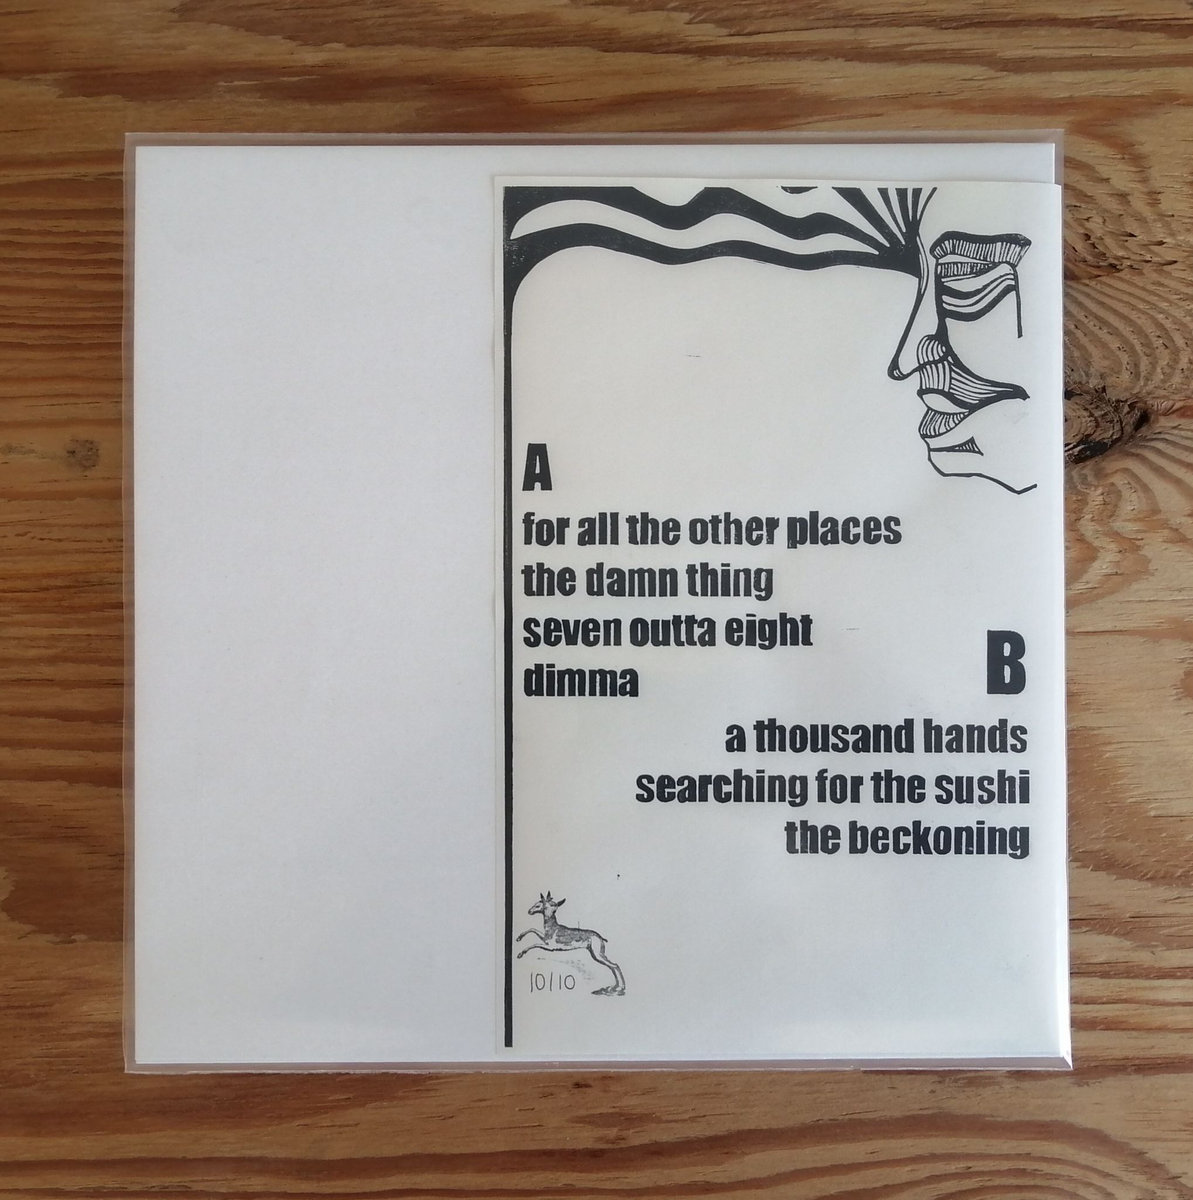 A
for all the other places
the damn thing
seven outta eight
dimma
B
a thousand hands
searching for the sushi
the beckoning
10/10